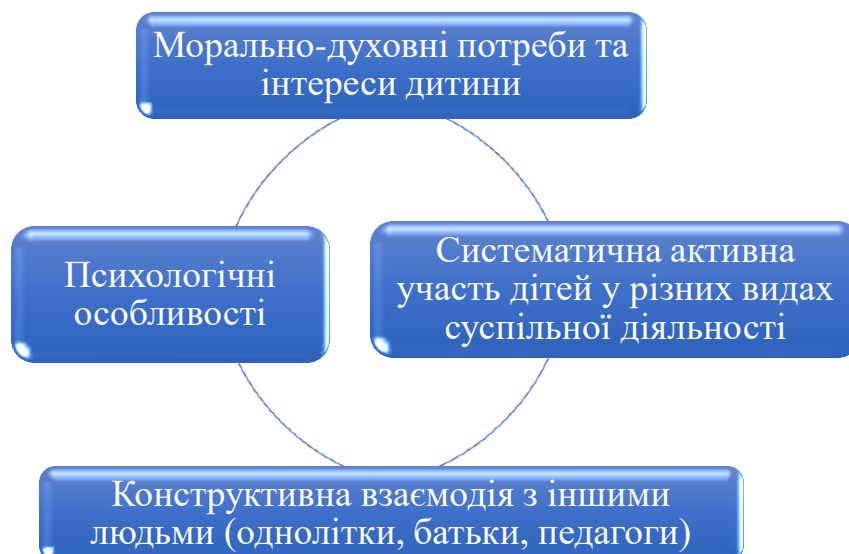 Морально-духовні потреби та
інтереси дитини
Психологічні
особливості
Систематична активна
участь дітей у різних видах
суспільної діяльності
Конструктивна взаємодія з іншими
людьми (однолітки, батьки, педагоги)